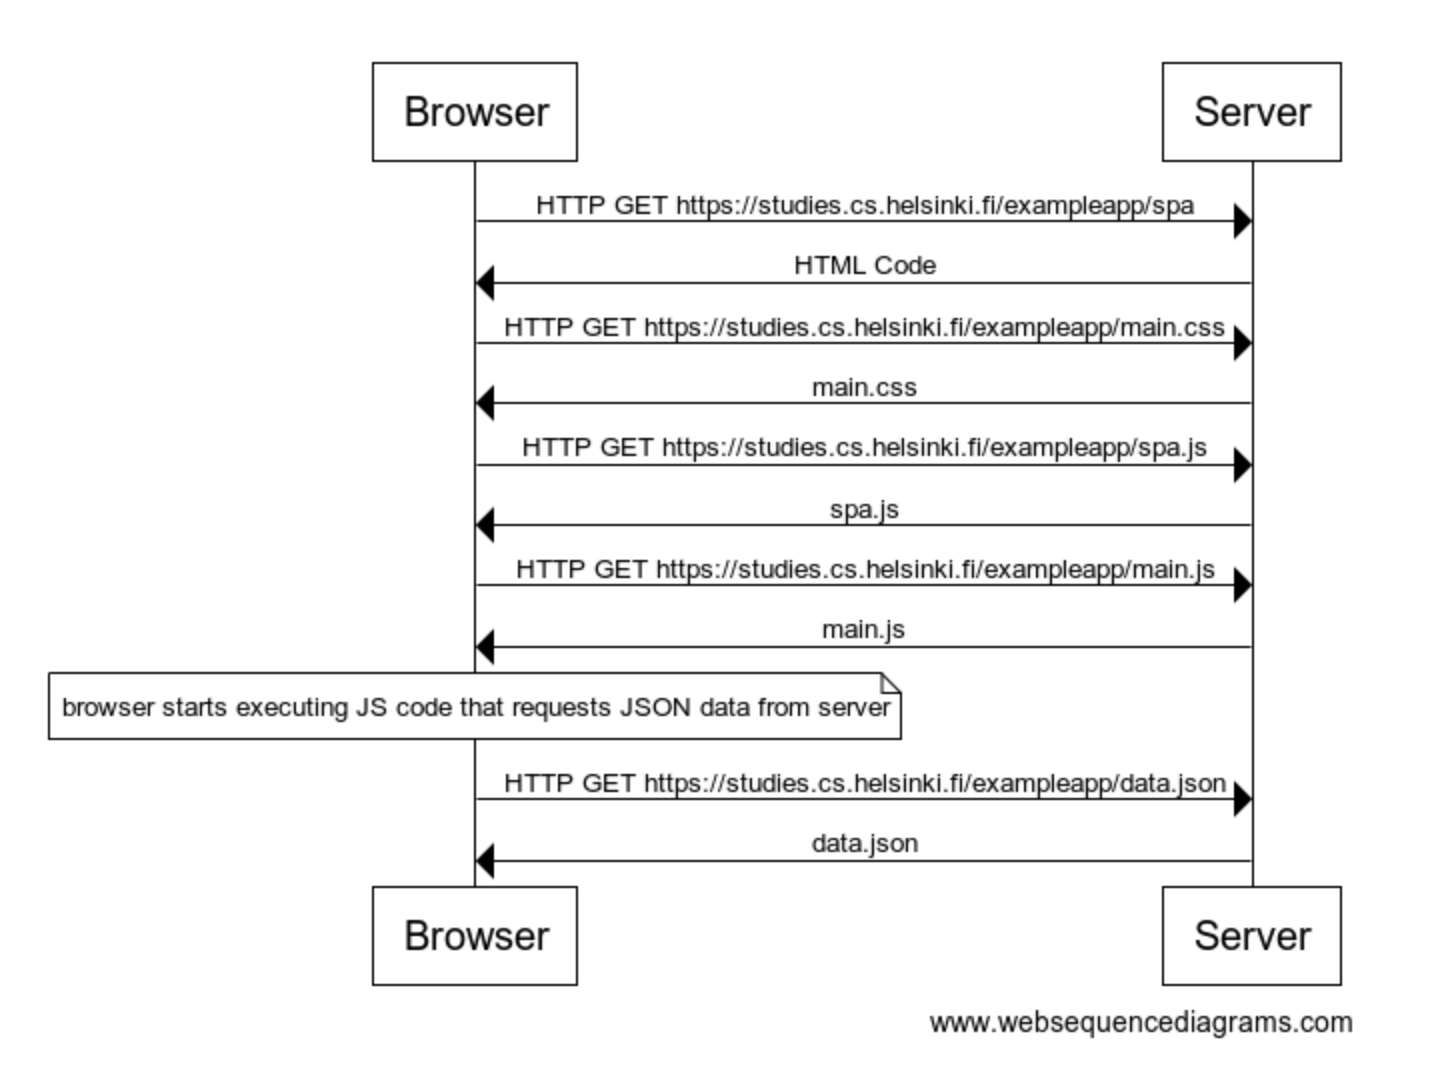 Browser
Server
HTTP GET https://studies.cs.helsinki.fi/exampleapp/spa
HTML Code
HTTP GET https://studies.cs.helsinki.fi/exampleapp/main.css
main.css
HTTP GET https://studies.cs.helsinki.fi/exampleapp/spa.js
spa.js
HTTP GET https://studies.cs.helsinki.fi/exampleapp/main.js
main.js
browser starts executing JS code that requests JSON data from server
HTTP GET https://studies.cs.helsinki.fi/exampleapp/data.json
data.json
Browser
Server
www.websequencediagrams.com